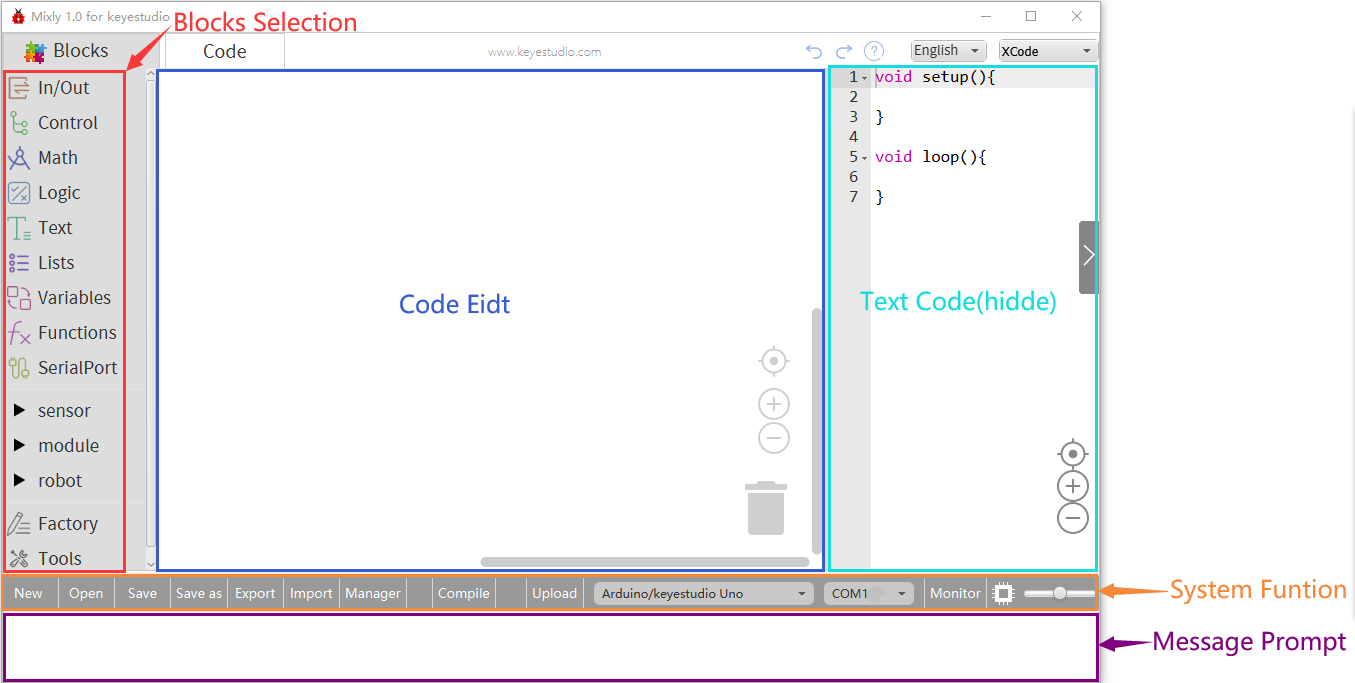 Mixly 1.0 for keyestudio
Blocks Selection
Blocks
Code
www.keyestudio.com
?
English
XCode
In/Out
Control
Math
Logic
Text
Lists
Variables
Functions
SerialPort
sensor
module
robot
Factory
Tools
Code Eidt
1 void setup(){
2
3 }
4
5 void loop(){
6
7 }
Text Code(hidde)
New Open Save Save as Export Import Manager Compile Upload Arduino/keyestudio Uno COM1 Monitor
System Funtion
Message Prompt